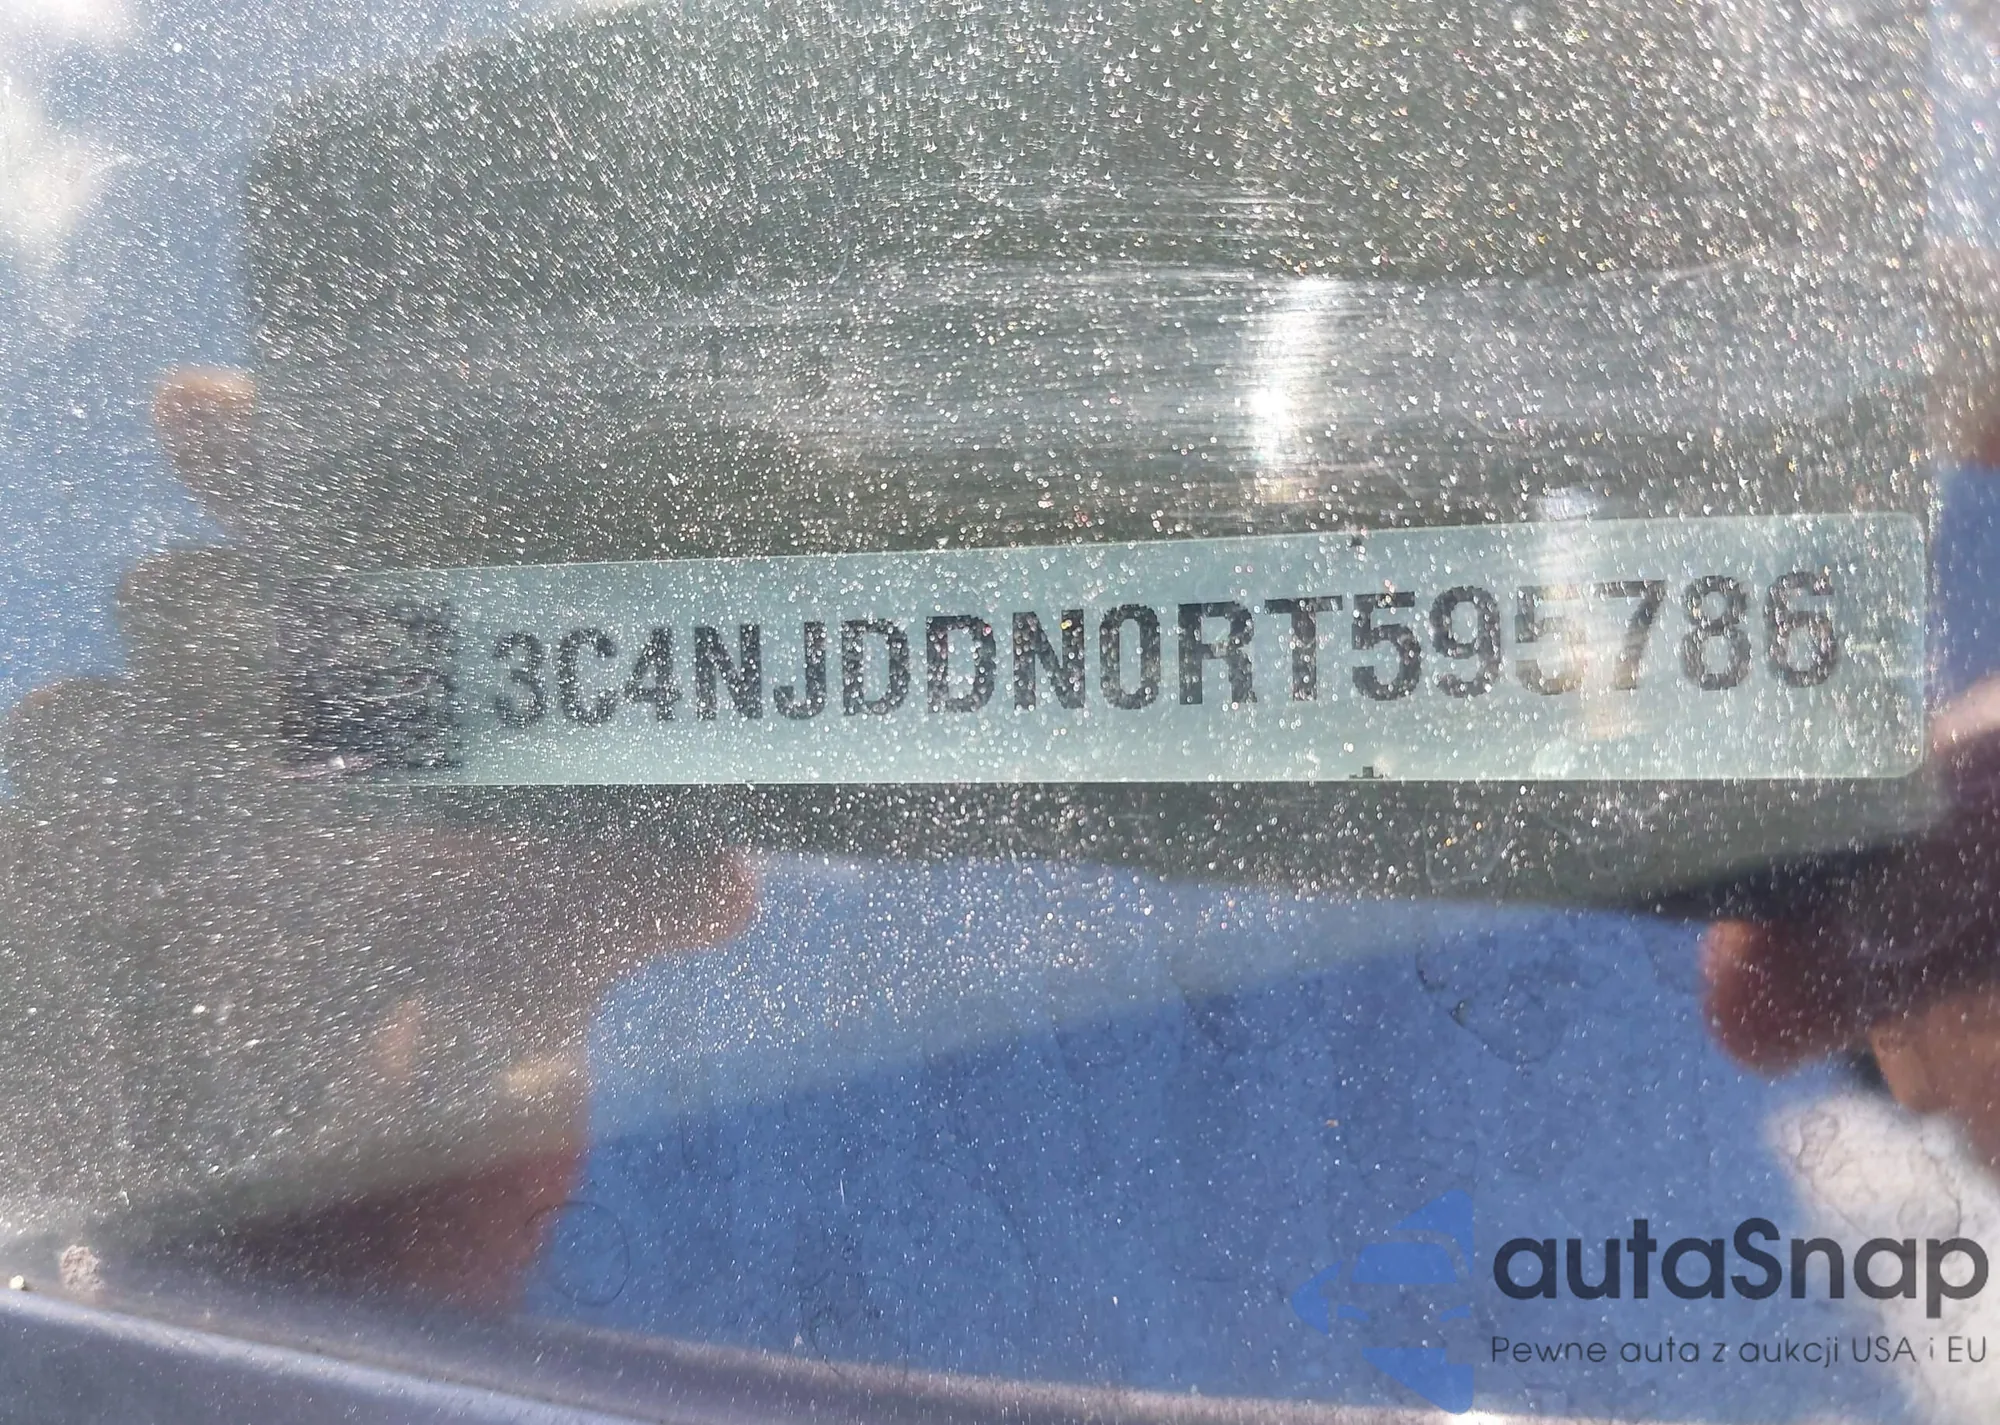 3C4NJDDN0RT595786
autaSnap
Pewne auta z aukcji USA i EU